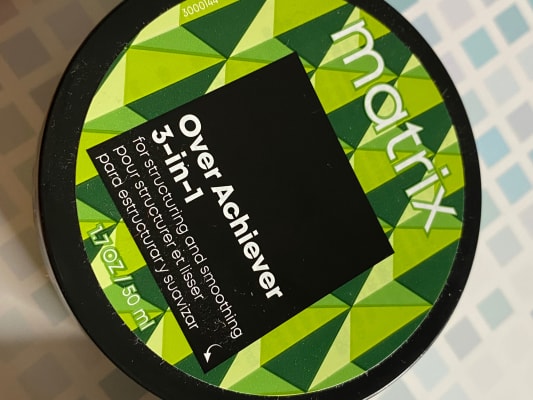 3000144
matrix
Over Achiever
3-in-1
for structuring and smoothing
pour structurer et lisser
para estructurar y suavizar
1.7 OZ / 50 ml